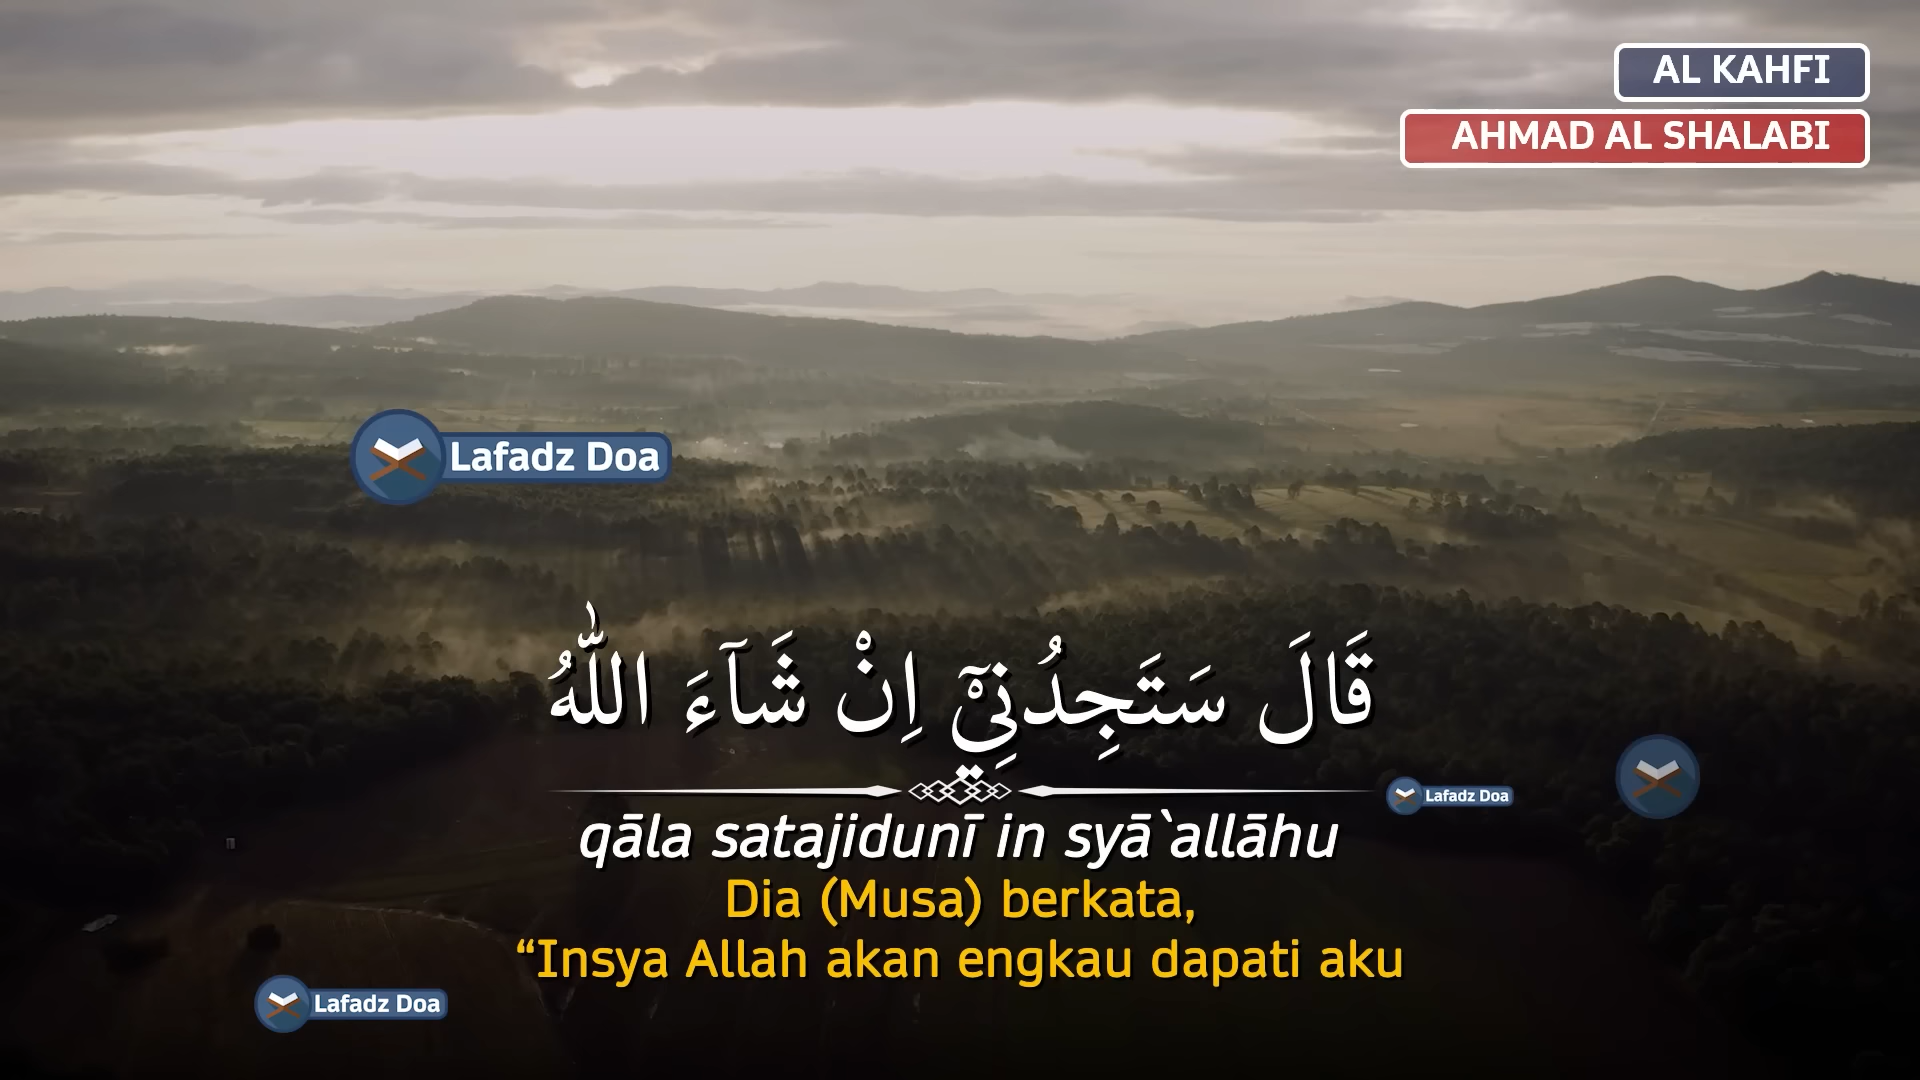 AL KAHFI
AHMAD AL SHALABI
Lafadz Doa
قَالَ سَتَجِدُنِيْٓ اِنْ شَاۤءَ اللّٰهُ
Lafadz Doa
qāla satajidunī in syā`allāhu
Dia (Musa) berkata,
“Insya Allah akan engkau dapati aku
Lafadz Doa